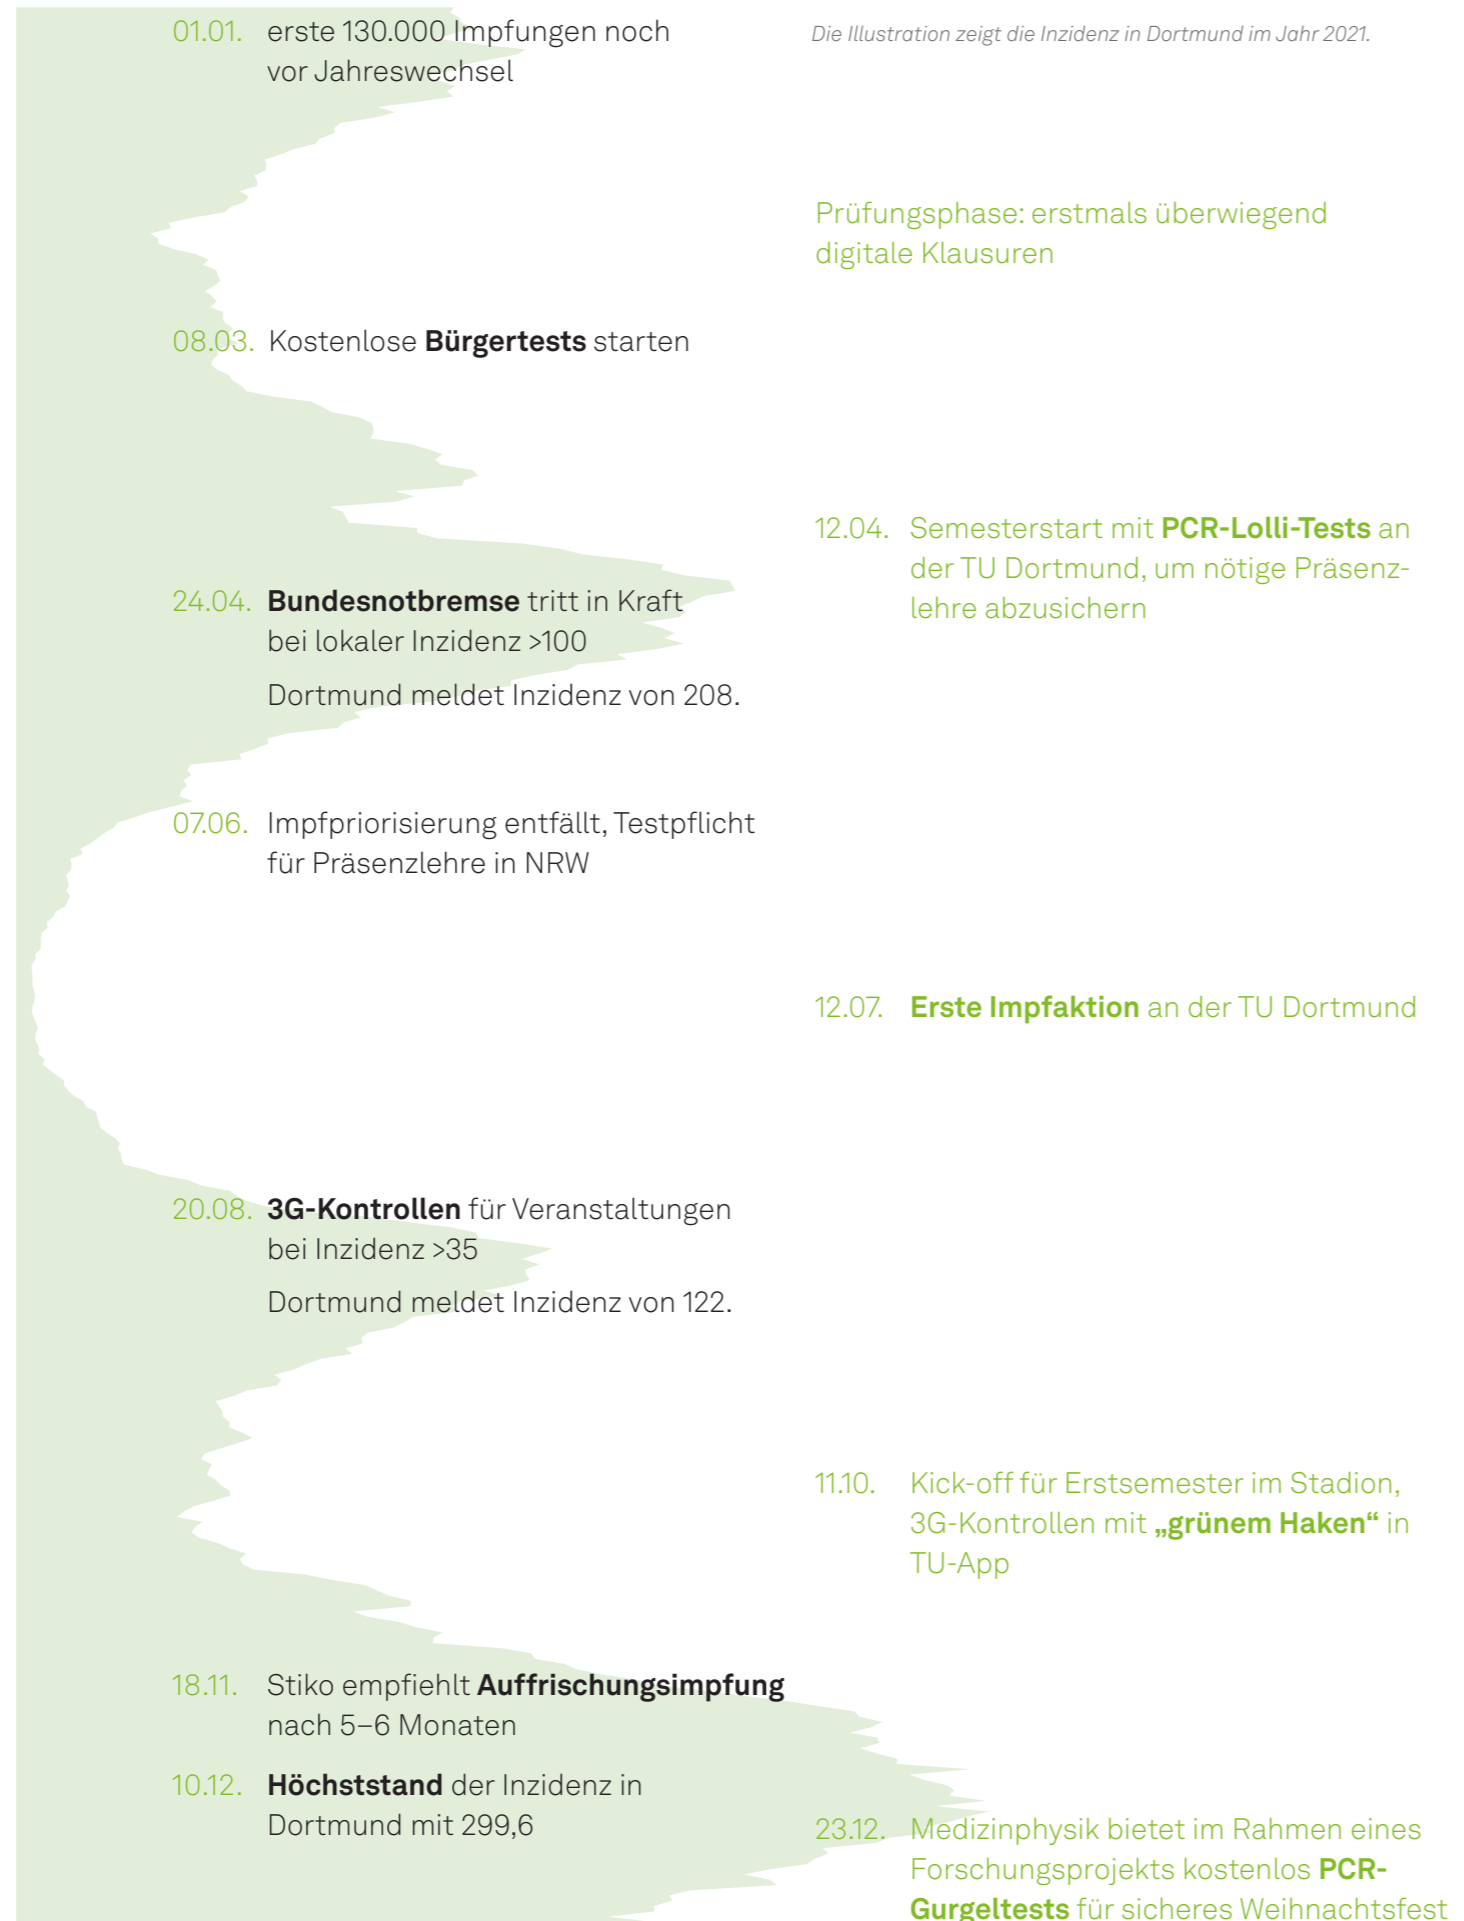 01.01. erste 130.000 Impfungen noch
vor Jahreswechsel
Die Illustration zeigt die Inzidenz in Dortmund im Jahr 2021.
Prüfungsphase: erstmals überwiegend
digitale Klausuren
08.03. Kostenlose Bürgertests starten
12.04. Semesterstart mit PCR-Lolli-Tests an
der TU Dortmund, um nötige Präsenz-
lehre abzusichern
24.04. Bundesnotbremse tritt in Kraft
bei lokaler Inzidenz >100
Dortmund meldet Inzidenz von 208.
07.06. Impfpriorisierung entfällt, Testpflicht
für Präsenzlehre in NRW
12.07. Erste Impfaktion an der TU Dortmund
20.08. 3G-Kontrollen für Veranstaltungen
bei Inzidenz >35
Dortmund meldet Inzidenz von 122.
11.10. Kick-off für Erstsemester im Stadion,
3G-Kontrollen mit „grünem Haken“ in
TU-App
18.11. Stiko empfiehlt Auffrischungsimpfung
nach 5–6 Monaten
10.12. Höchststand der Inzidenz in
Dortmund mit 299,6
23.12. Medizinphysik bietet im Rahmen eines
Forschungsprojekts kostenlos PCR-
Gurgeltests für sicheres Weihnachtsfest